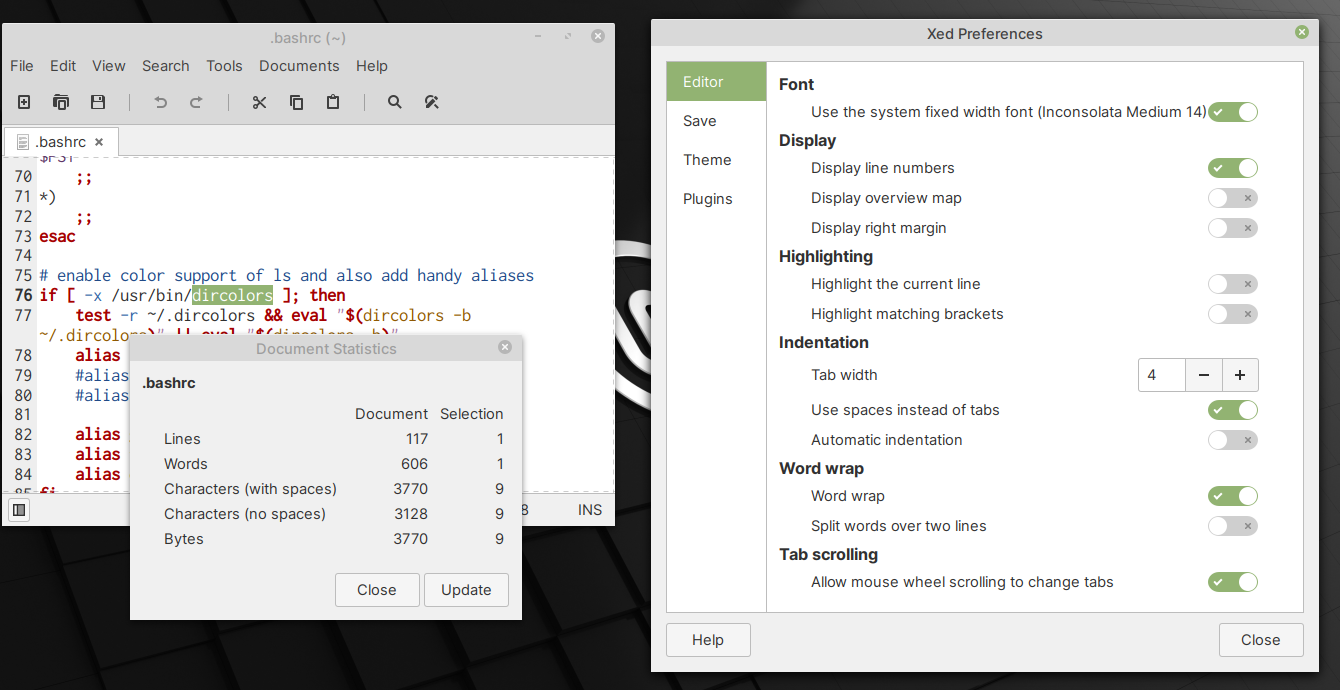 .bashrc (~)
File Edit View Search Tools Documents Help
.bashrc
70 ;;
71 *)
72 ;;
73 esac
74
75 # enable color support of ls and also add handy aliases
76 if [ -x /usr/bin/dircolors ]; then
77 test -r ~/.dircolors && eval "$(dircolors -b
~/.dircolors)" || eval "$(dircolors -b)"
78 alias
79 #alias
80 #alias
81
82 alias
83 alias
84 alias
85 fi
INS
Document Statistics
.bashrc
Document Selection
Lines 117 1
Words 606 1
Characters (with spaces) 3770 9
Characters (no spaces) 3128 9
Bytes 3770 9
Close Update
Xed Preferences
Editor
Save
Theme
Plugins
Font
Use the system fixed width font (Inconsolata Medium 14)
Display
Display line numbers
Display overview map
Display right margin
Highlighting
Highlight the current line
Highlight matching brackets
Indentation
Tab width 4
Use spaces instead of tabs
Automatic indentation
Word wrap
Word wrap
Split words over two lines
Tab scrolling
Allow mouse wheel scrolling to change tabs
Help Close